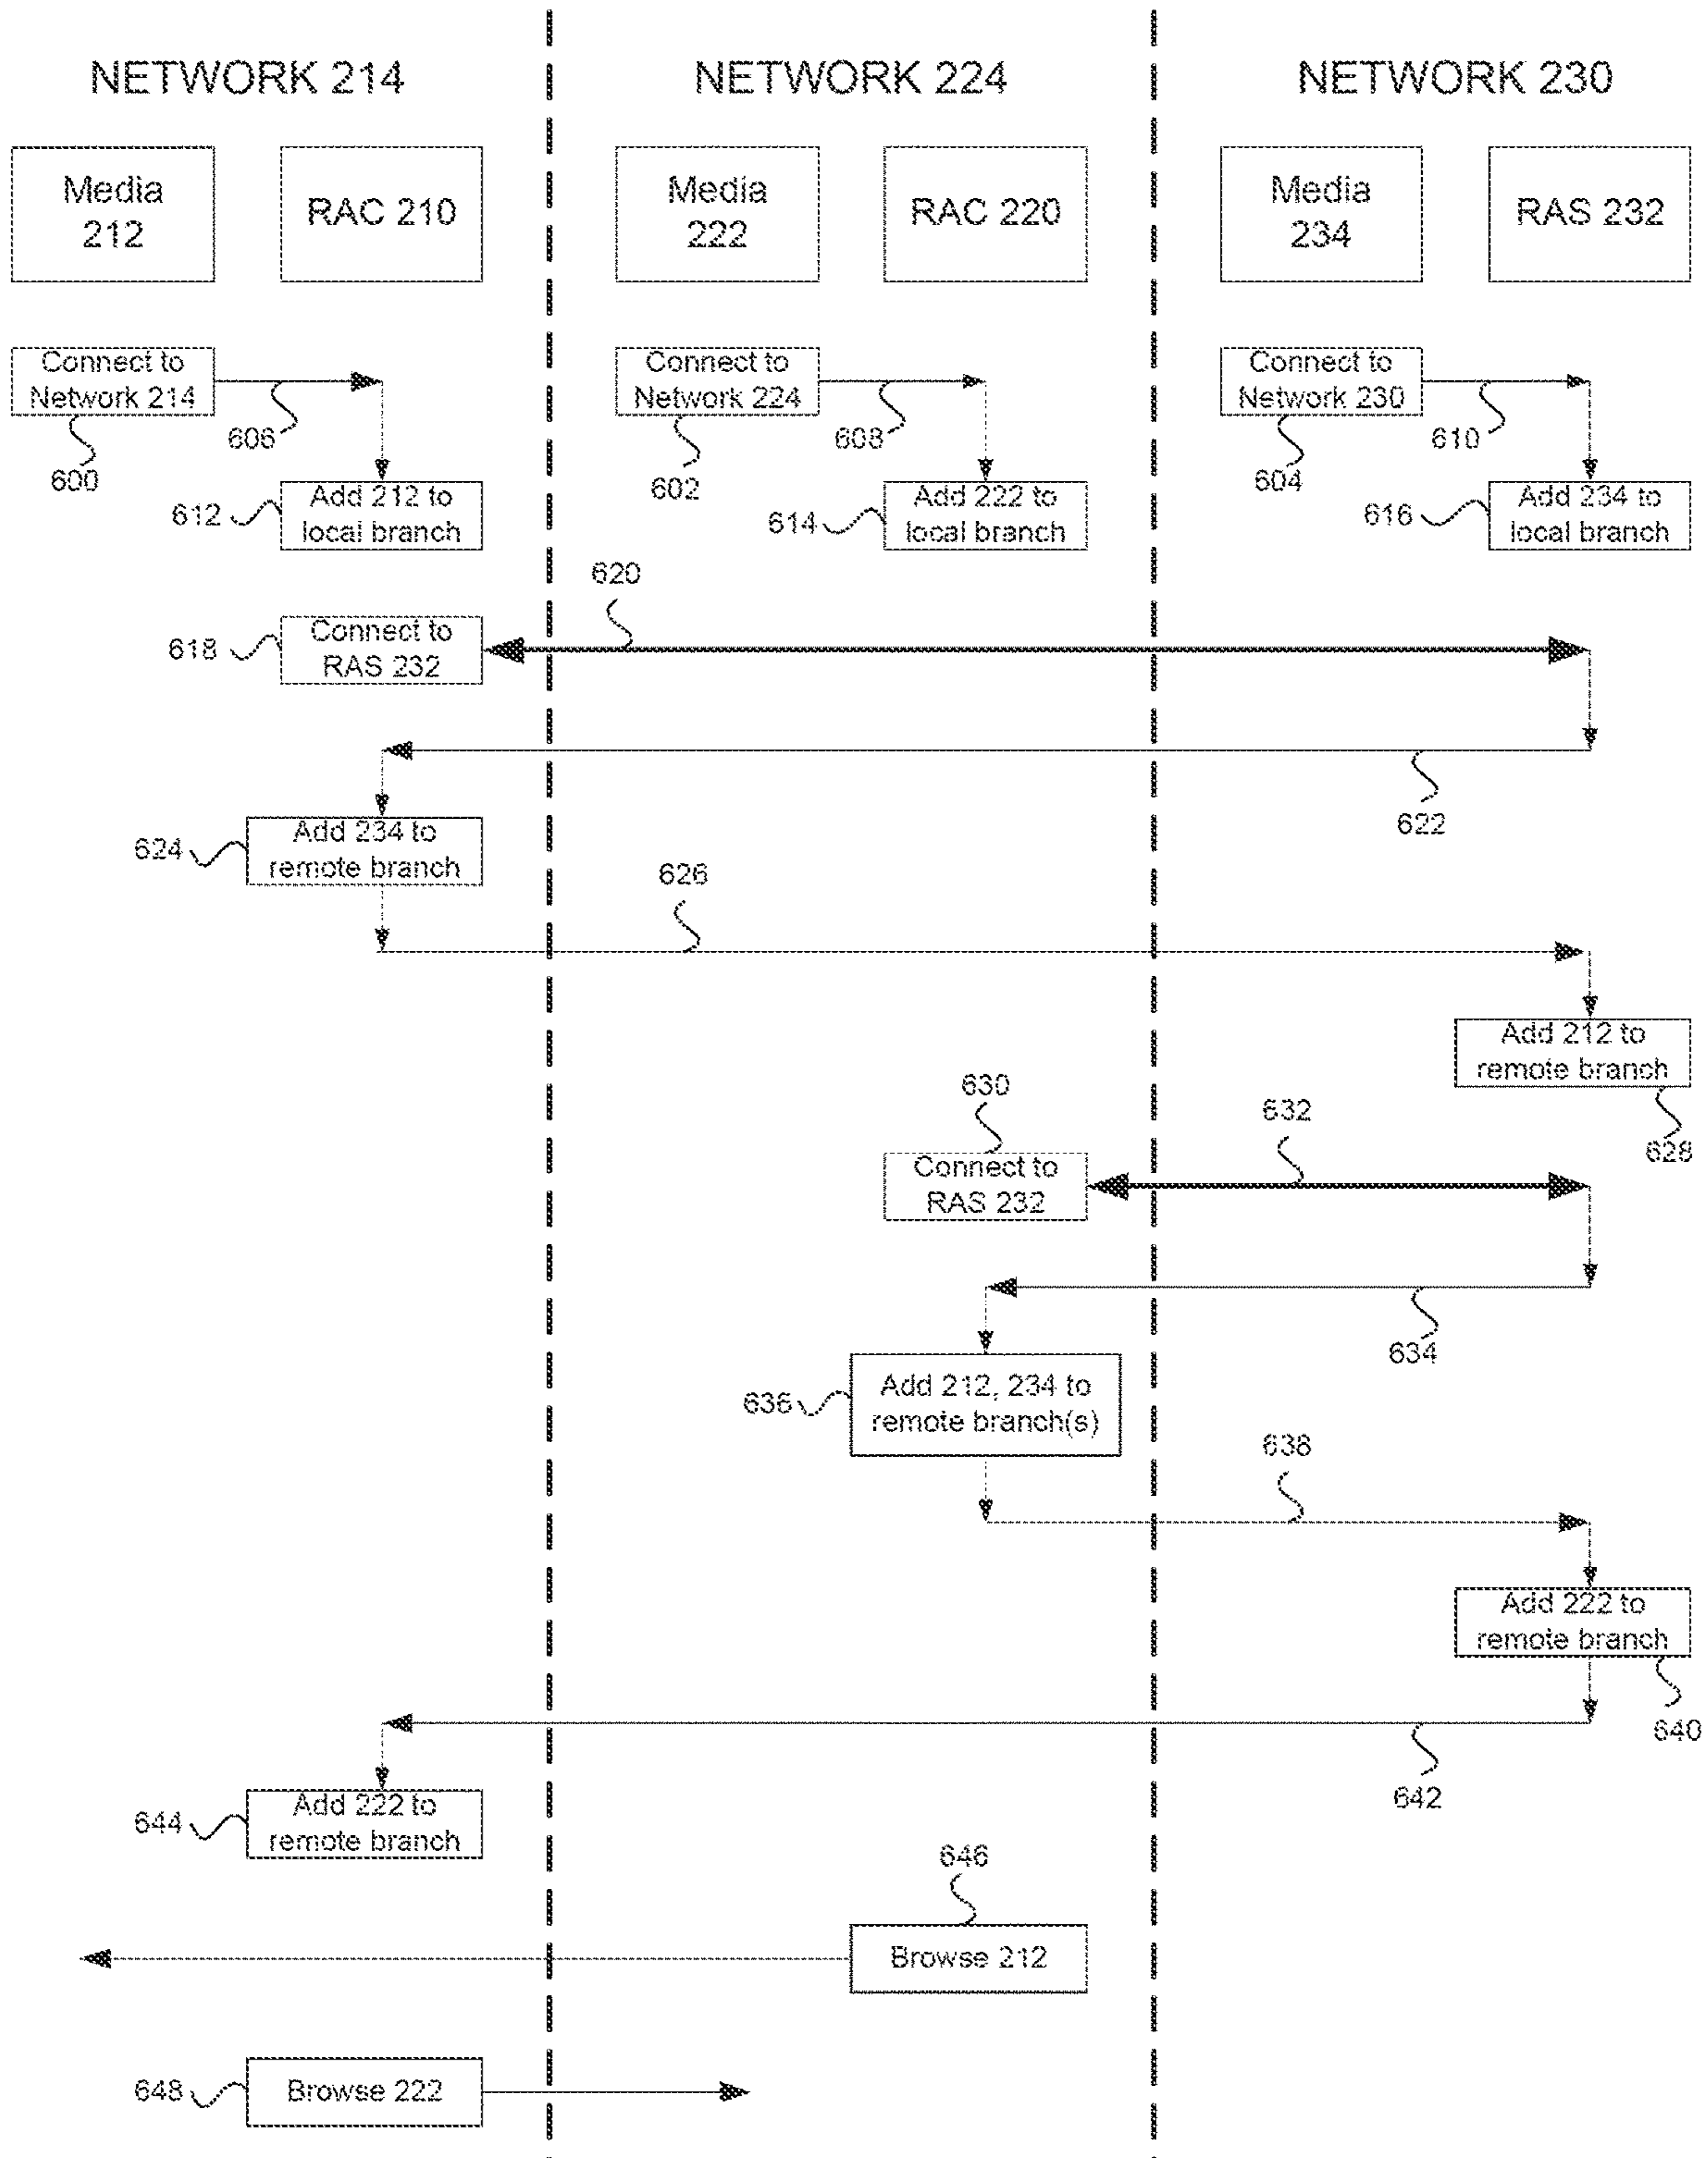 NETWORK 214
NETWORK 224
NETWORK 230
Media
212
RAC 210
Media
222
RAC 220
Media
234
RAS 232
Connect to
Network 214
606
600
Connect to
Network 224
608
602
Connect to
Network 230
610
604
612
Add 212 to
local branch
614
Add 222 to
local branch
616
Add 234 to
local branch
620
618
Connect to
RAS 232
622
624
Add 234 to
remote branch
626
Add 212 to
remote branch
628
630
632
Connect to
RAS 232
634
636
Add 212, 234 to
remote branch(s)
638
Add 222 to
remote branch
640
642
644
Add 222 to
remote branch
646
Browse 212
648
Browse 222